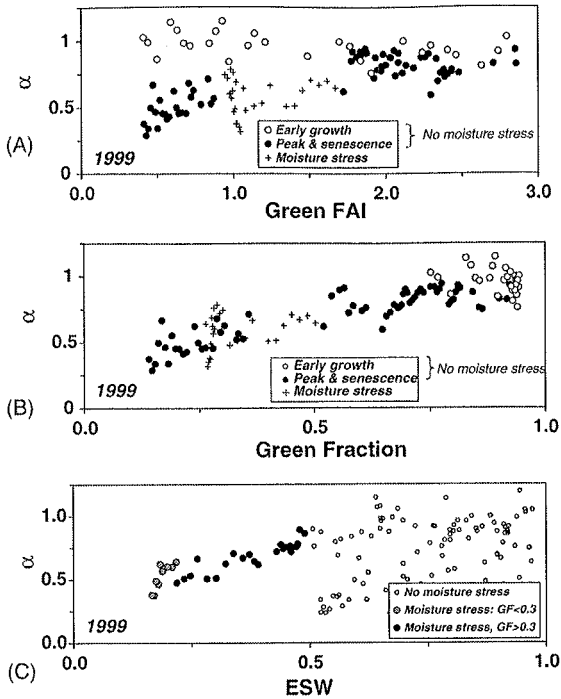 1
α
0.5
0
(A)
1999
○ Early growth
● Peak & senescence
+ Moisture stress
No moisture stress
0.0
1.0
2.0
3.0
Green FAI
1
α
0.5
0
(B)
1999
○ Early growth
● Peak & senescence
+ Moisture stress
No moisture stress
0.0
0.5
1.0
Green Fraction
1.0
α
0.5
0.0
(C)
1999
No moisture stress
Moisture stress: GF<0.3
Moisture stress, GF>0.3
0.0
0.5
1.0
ESW